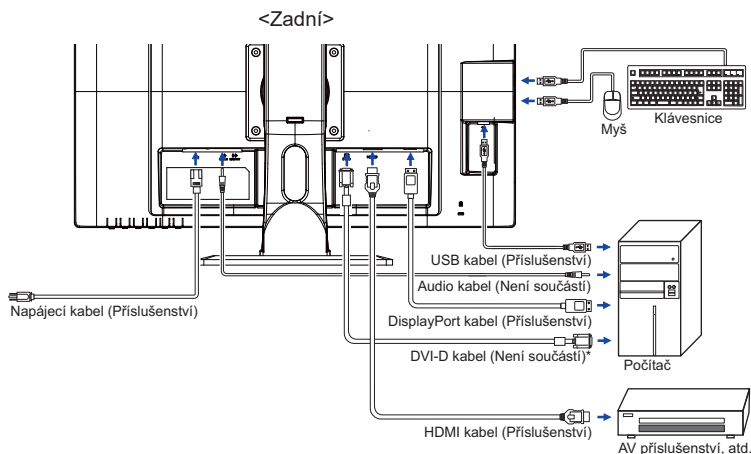 <Zadní>
Klávesnice
Myš
USB kabel (Příslušenství)
Audio kabel (Není součástí)
Napájecí kabel (Příslušenství)
DisplayPort kabel (Příslušenství)
DVI-D kabel (Není součástí)*
Počítač
HDMI kabel (Příslušenství)
AV příslušenství, atd.